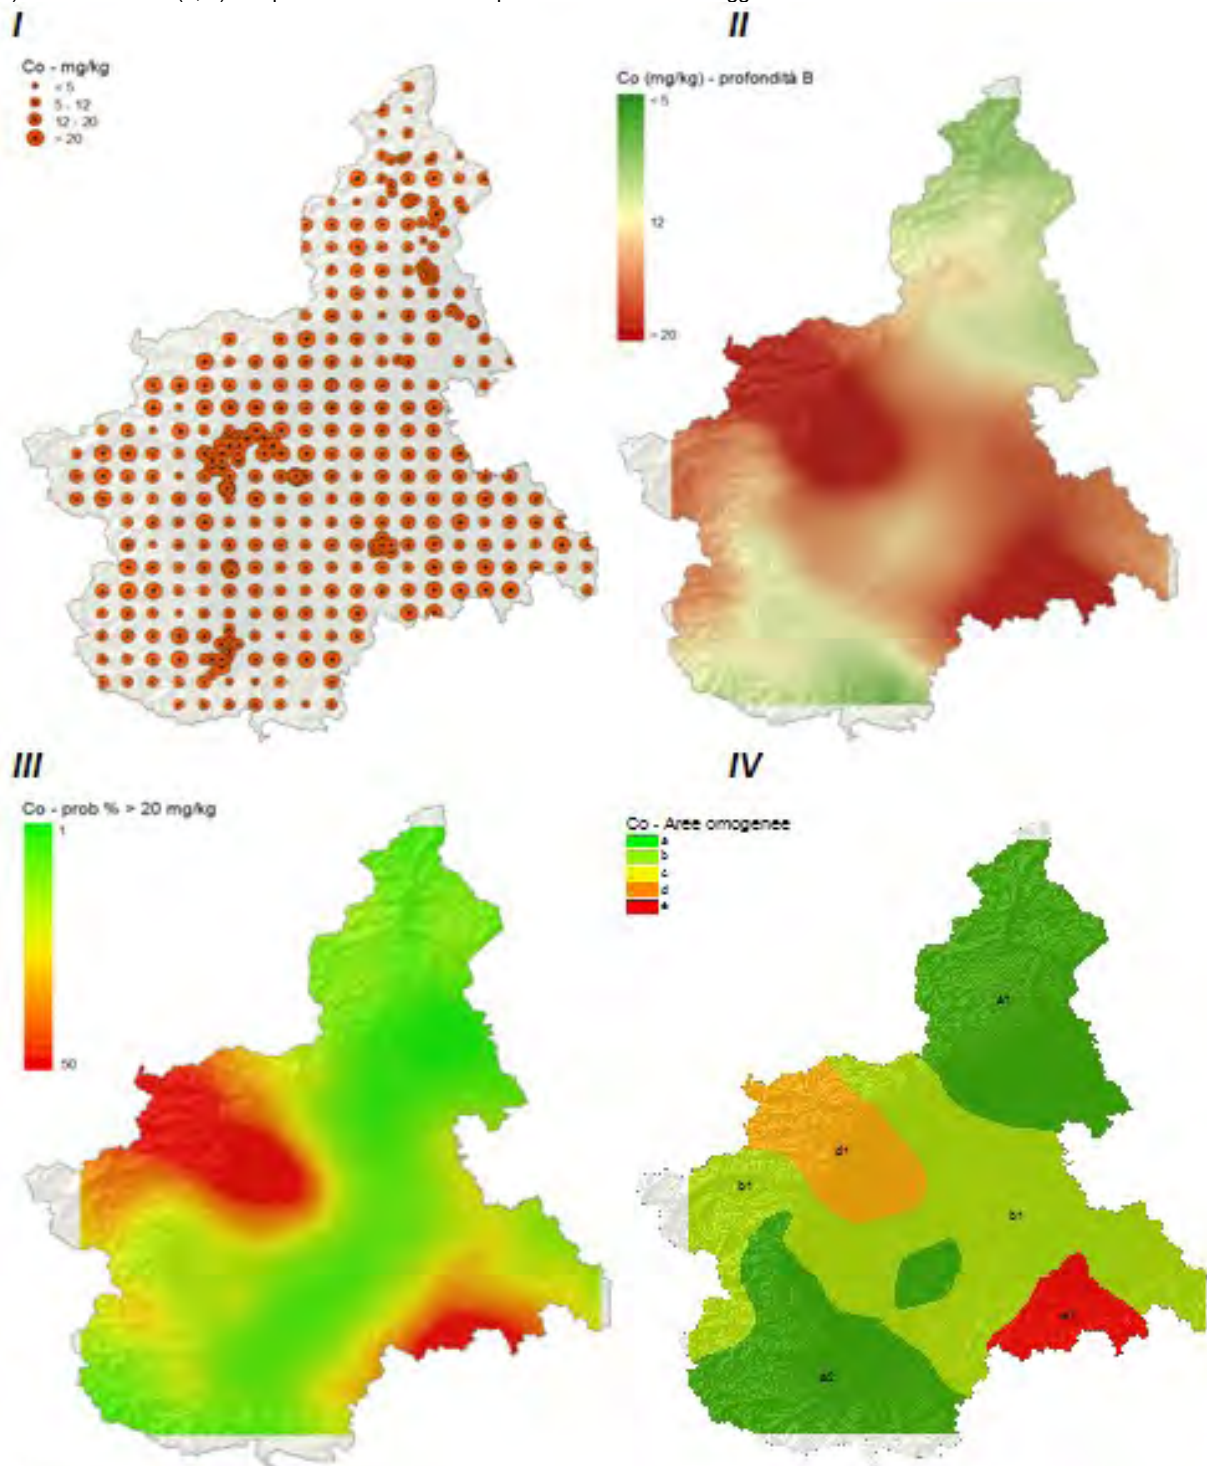 I
Co - mg/kg
< 5
5 - 12
12 - 20
> 20
II
Co (mg/kg) - profondità B
< 5
12
> 20
III
Co - prob % > 20 mg/kg
1
50
IV
Co - Aree omogenee
a
b
c
d
e
a1
d1
b1
b1
a2